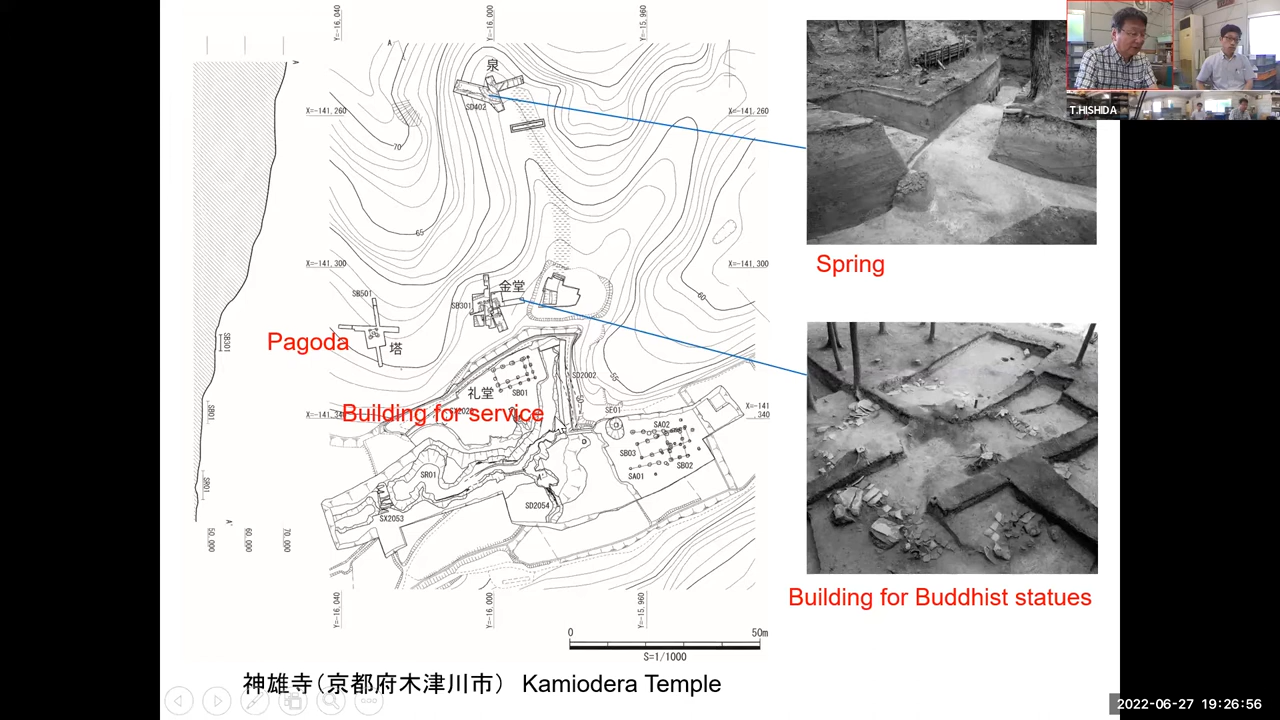 Y=-16,040
Y=-16,000
Y=-15,960
A
A
泉
SD402
X=-141,260
X=-141,260
70
65
T.HISHIDA
Spring
X=-141,300
X=-141,300
60
金堂
SB501
SB301
SB301
Pagoda
塔
SD2002
礼堂
SB01
X=-141
,340
Building for service
SE01
SA02
SB03
SB02
SA01
SR01
SR01
SD2054
SX2053
A'
50,000
60,000
70,000
Building for Buddhist statues
Y=-16,040
Y=-16,000
Y=-15,960
0 50m
S=1/1000
神雄寺(京都府木津川市) Kamiodera Temple
2022-06-27 19:26:56